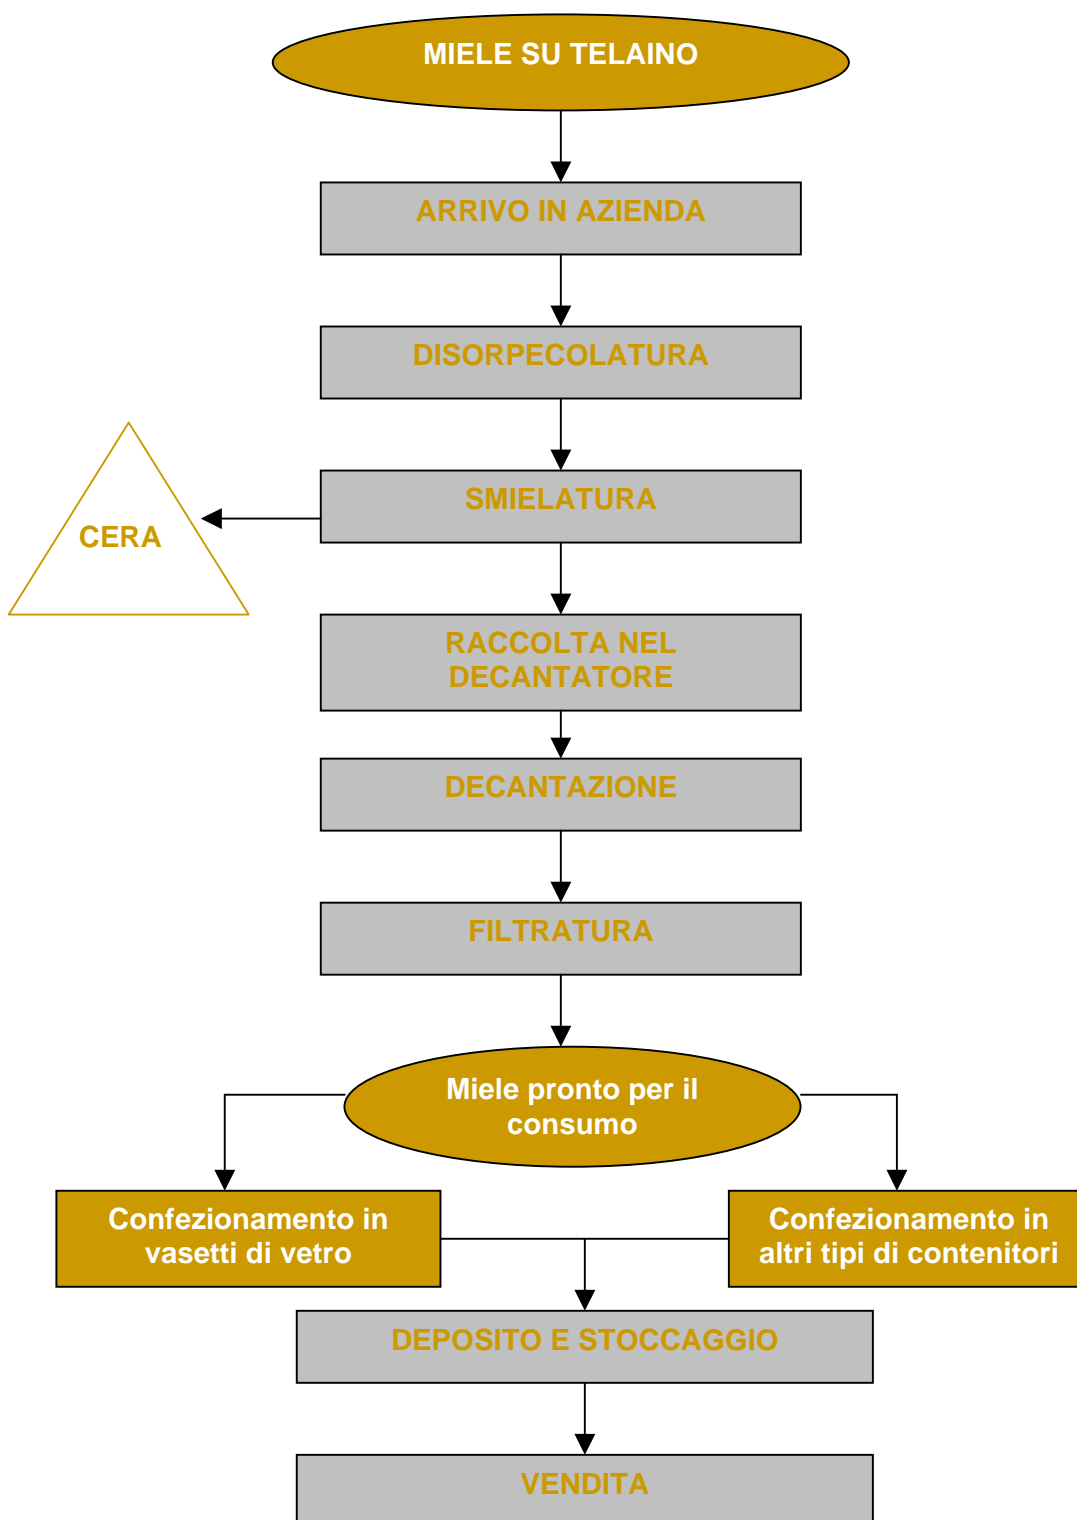 MIELE SU TELAINO
ARRIVO IN AZIENDA
DISORPECOLATURA
SMIELATURA
CERA
RACCOLTA NEL
DECANTATORE
DECANTAZIONE
FILTRATURA
Miele pronto per il
consumo
Confezionamento in
vasetti di vetro
Confezionamento in
altri tipi di contenitori
DEPOSITO E STOCCAGGIO
VENDITA